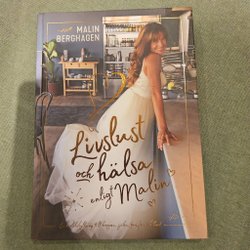 MALIN
BERGHAGEN
Livslust
och hälsa
enligt
Malin